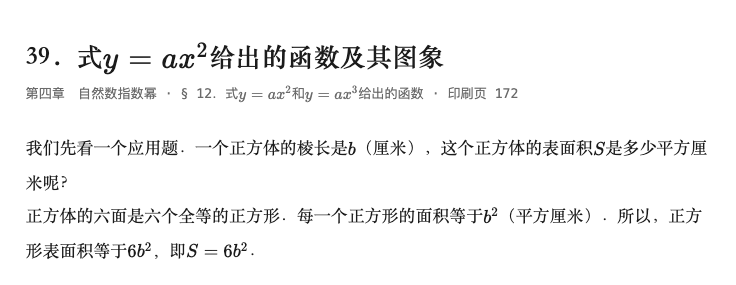 39．式y = ax²给出的函数及其图象
第四章　自然数指数幂 · § 12．式y = ax²和y = ax³给出的函数 · 印刷页 172
我们先看一个应用题．一个正方体的棱长是b（厘米），这个正方体的表面积S是多少平方厘
米呢?
正方体的六面是六个全等的正方形．每一个正方形的面积等于b²（平方厘米）．所以，正方
形表面积等于6b²，即S = 6b²．